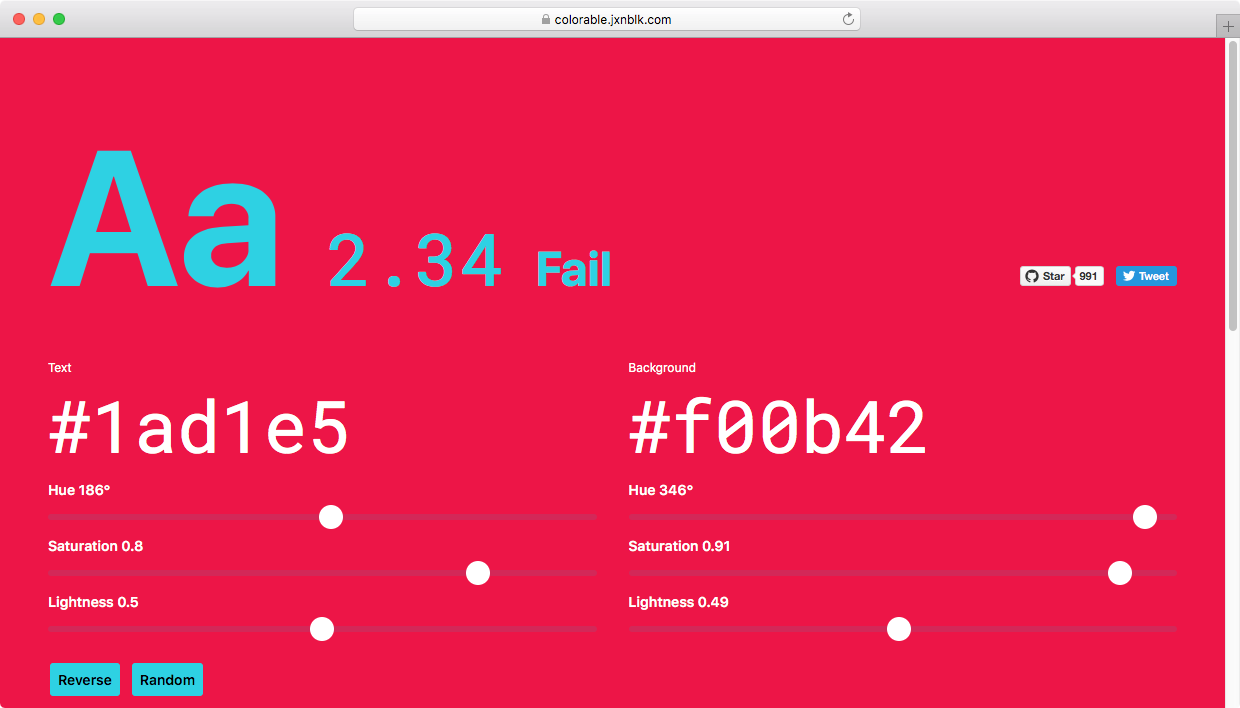 colorable.jxnblk.com
Aa 2.34 Fail
Star 991 Tweet
Text
Background
#1ad1e5
#f00b42
Hue 186°
Hue 346°
Saturation 0.8
Saturation 0.91
Lightness 0.5
Lightness 0.49
Reverse Random